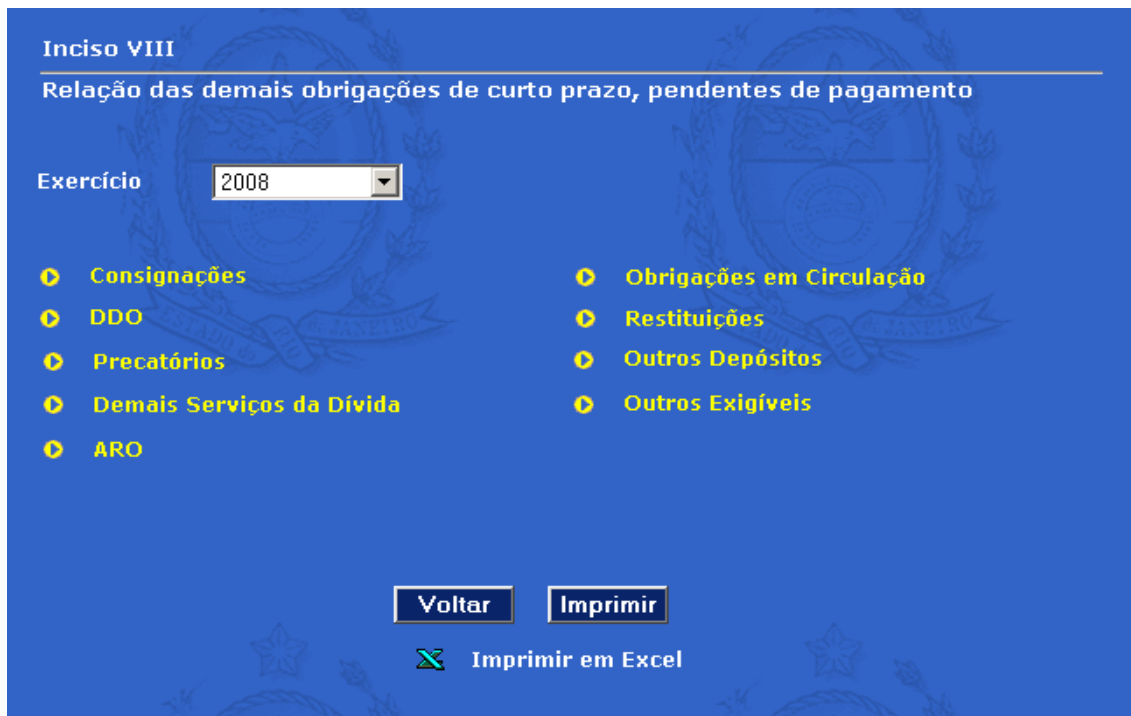 Inciso VIII
Relação das demais obrigações de curto prazo, pendentes de pagamento
Exercício 2008
Consignações
DDO
Precatórios
Demais Serviços da Dívida
ARO
Obrigações em Circulação
Restituições
Outros Depósitos
Outros Exigíveis
Voltar Imprimir
Imprimir em Excel